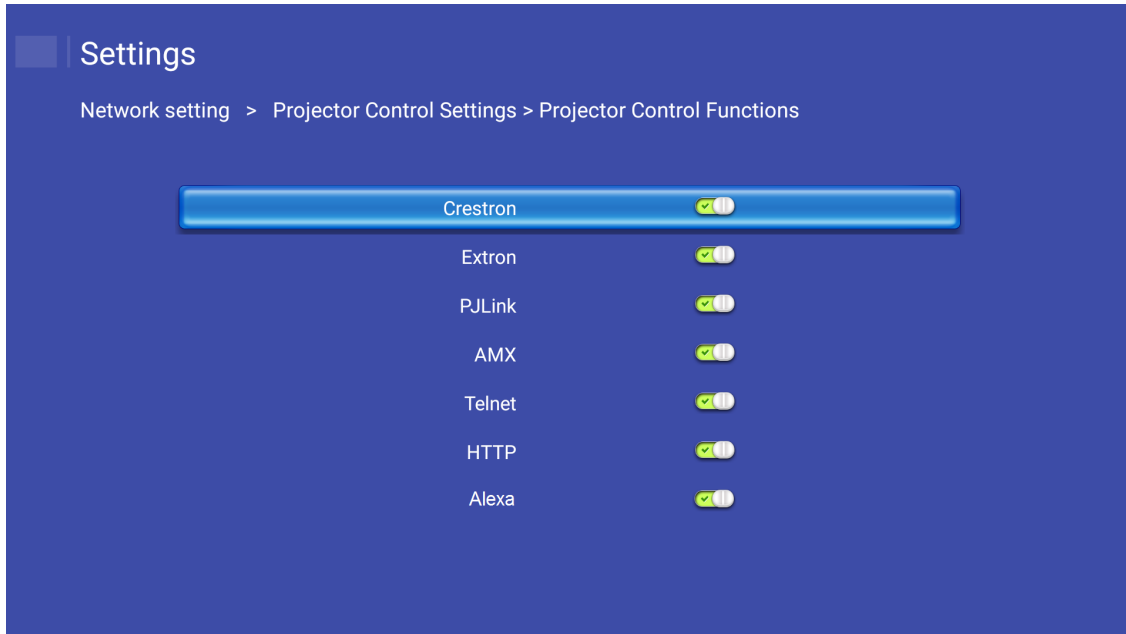 Settings
Network setting > Projector Control Settings > Projector Control Functions
Crestron
Extron
PJLink
AMX
Telnet
HTTP
Alexa